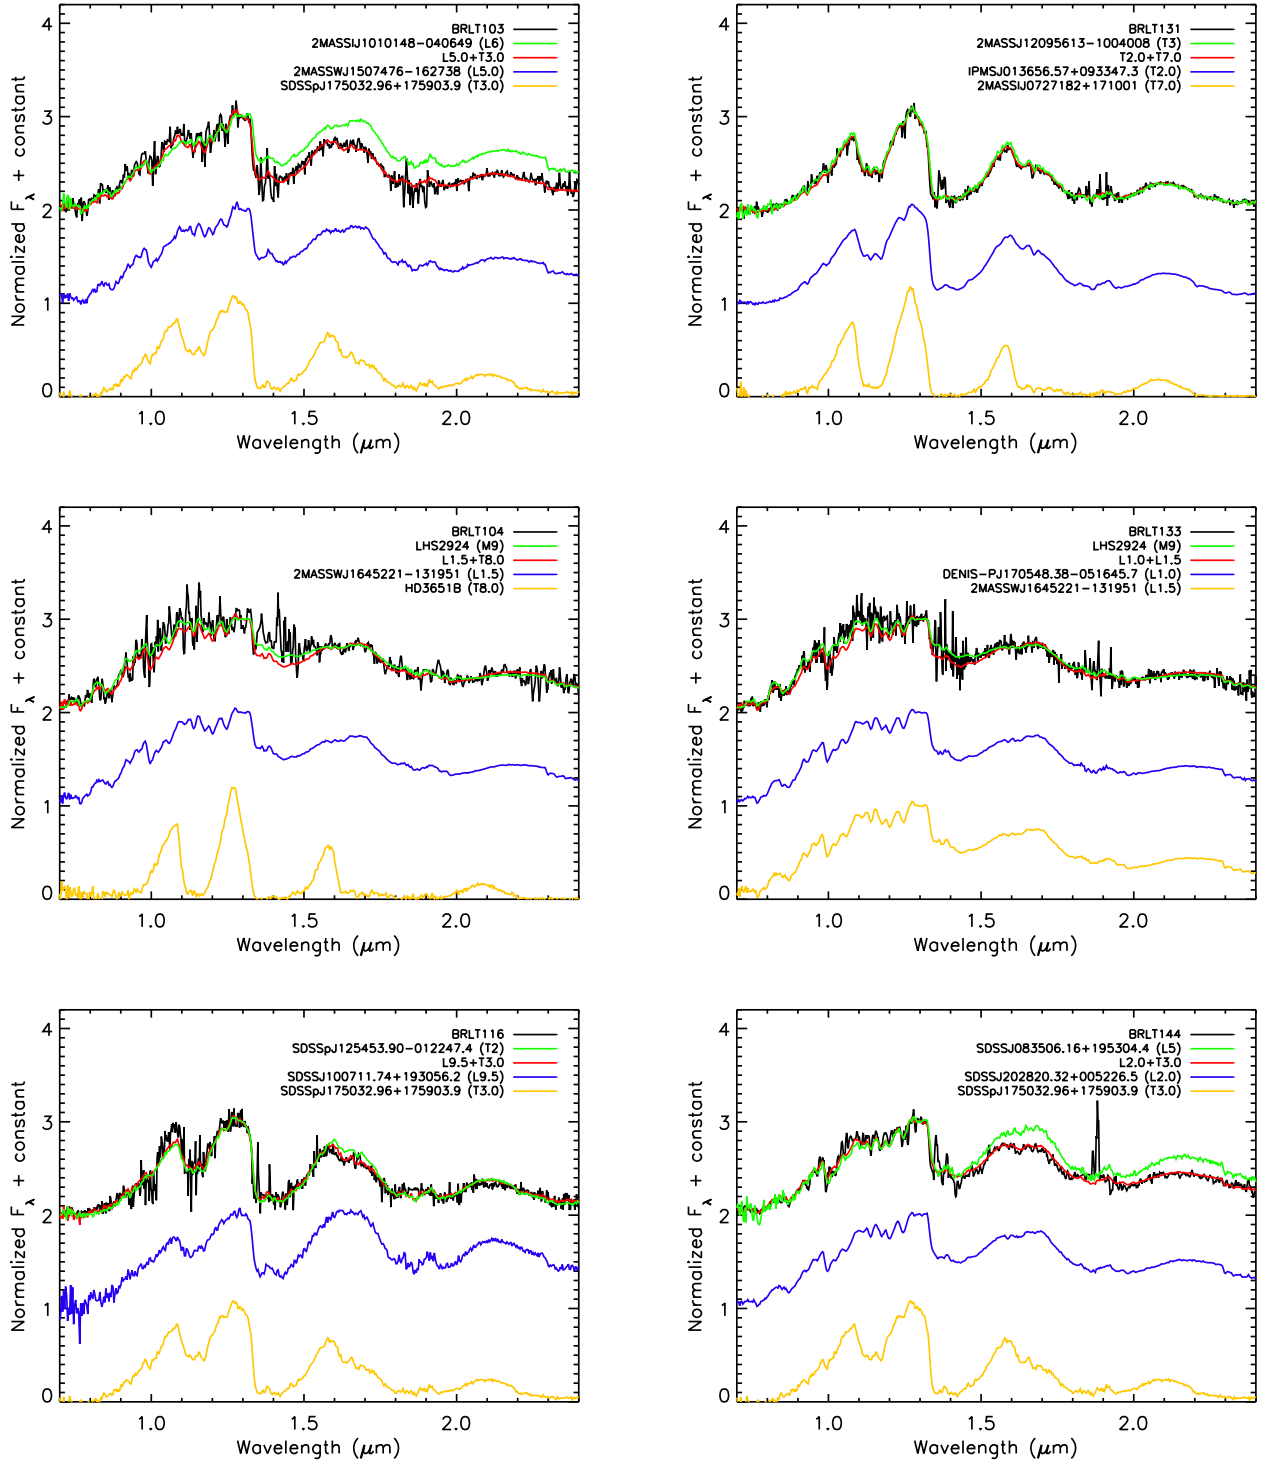 BRLT103
2MASSIJ1010148-040649 (L6)
L5.0+T3.0
2MASSWJ1507476-162738 (L5.0)
SDSSpJ175032.96+175903.9 (T3.0)
4
3
2
1
0
1.0 1.5 2.0
Normalized Fλ + constant
Wavelength (μm)
BRLT131
2MASSJ12095613-1004008 (T3)
T2.0+T7.0
IPMSJ013656.57+093347.3 (T2.0)
2MASSIJ0727182+171001 (T7.0)
4
3
2
1
0
1.0 1.5 2.0
Normalized Fλ + constant
Wavelength (μm)
BRLT104
LHS2924 (M9)
L1.5+T8.0
2MASSWJ1645221-131951 (L1.5)
HD3651B (T8.0)
4
3
2
1
0
1.0 1.5 2.0
Normalized Fλ + constant
Wavelength (μm)
BRLT133
LHS2924 (M9)
L1.0+L1.5
DENIS-PJ170548.38-051645.7 (L1.0)
2MASSWJ1645221-131951 (L1.5)
4
3
2
1
0
1.0 1.5 2.0
Normalized Fλ + constant
Wavelength (μm)
BRLT116
SDSSpJ125453.90-012247.4 (T2)
L9.5+T3.0
SDSSJ100711.74+193056.2 (L9.5)
SDSSpJ175032.96+175903.9 (T3.0)
4
3
2
1
0
1.0 1.5 2.0
Normalized Fλ + constant
Wavelength (μm)
BRLT144
SDSSJ083506.16+195304.4 (L5)
L2.0+T3.0
SDSSJ202820.32+005226.5 (L2.0)
SDSSpJ175032.96+175903.9 (T3.0)
4
3
2
1
0
1.0 1.5 2.0
Normalized Fλ + constant
Wavelength (μm)